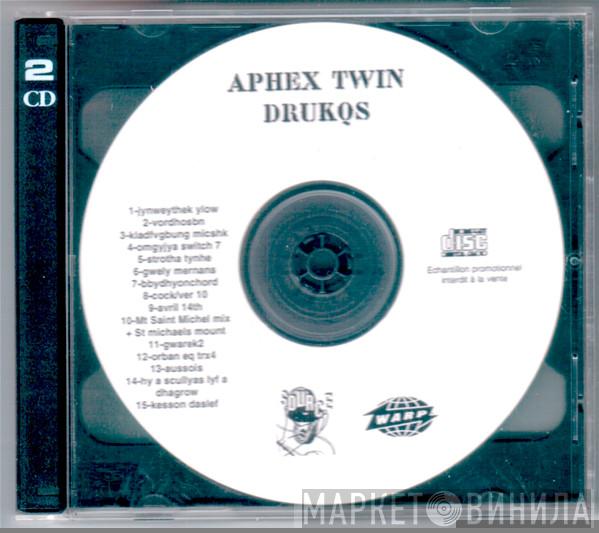 2
CD
APHEX TWIN
DRUKQS
1-jynweythek ylow
2-vordhosbn
3-kladfvgbung micshk
4-omgyjya switch 7
5-strotha tynhe
6-gwely mernans
7-bbydhyonchord
8-cock/ver 10
9-avril 14th
10-Mt Saint Michel mix
+ St michaels mount
11-gwarek2
12-orban eq trx4
13-aussois
14-hy a scullyas lyf a
dhagrow
15-kesson daslef
disc
Echantillon promotionnel
interdit à la vente
SOURCE
WARP
МАРКЕТ ВИНИЛА